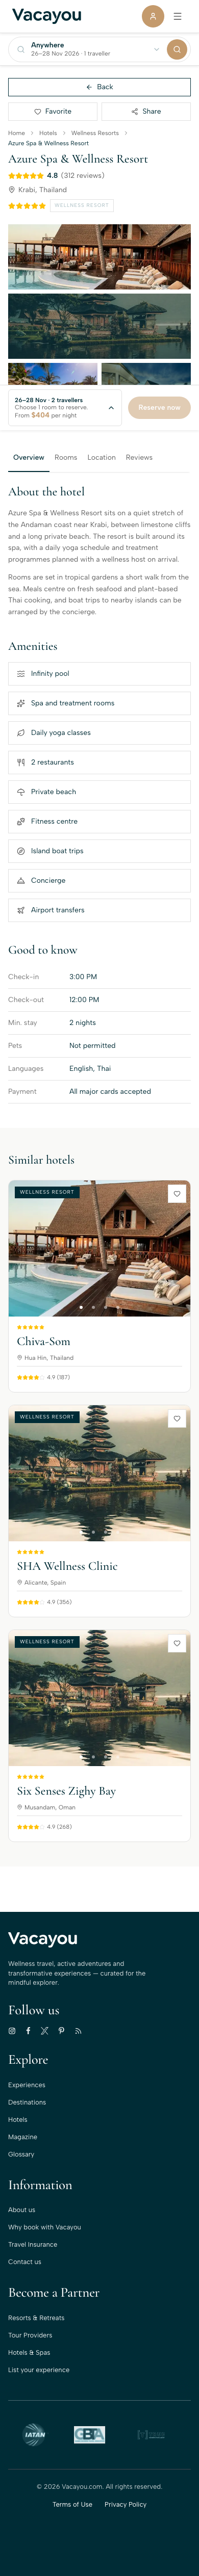 Vacayou
Anywhere
26–28 Nov 2026 · 1 traveller
Back
Favorite
Share
Home > Hotels > Wellness Resorts >
Azure Spa & Wellness Resort
Azure Spa & Wellness Resort
4.8 (312 reviews)
Krabi, Thailand
WELLNESS RESORT
26–28 Nov · 2 travellers
Choose 1 room to reserve.
From $404 per night
Reserve now
Overview
Rooms
Location
Reviews
About the hotel
Azure Spa & Wellness Resort sits on a quiet stretch of
the Andaman coast near Krabi, between limestone cliffs
and a long private beach. The resort is built around its
spa, with a daily yoga schedule and treatment
programmes planned with a wellness host on arrival.
Rooms are set in tropical gardens a short walk from the
sea. Meals centre on fresh seafood and plant-based
Thai cooking, and boat trips to nearby islands can be
arranged by the concierge.
Amenities
Infinity pool
Spa and treatment rooms
Daily yoga classes
2 restaurants
Private beach
Fitness centre
Island boat trips
Concierge
Airport transfers
Good to know
Check-in 3:00 PM
Check-out 12:00 PM
Min. stay 2 nights
Pets Not permitted
Languages English, Thai
Payment All major cards accepted
Similar hotels
WELLNESS RESORT
Chiva-Som
Hua Hin, Thailand
4.9 (187)
WELLNESS RESORT
SHA Wellness Clinic
Alicante, Spain
4.9 (356)
WELLNESS RESORT
Six Senses Zighy Bay
Musandam, Oman
4.9 (268)
Vacayou
Wellness travel, active adventures and
transformative experiences — curated for the
mindful explorer.
Follow us
Explore
Experiences
Destinations
Hotels
Magazine
Glossary
Information
About us
Why book with Vacayou
Travel Insurance
Contact us
Become a Partner
Resorts & Retreats
Tour Providers
Hotels & Spas
List your experience
IATAN
GBTA
© 2026 Vacayou.com. All rights reserved.
Terms of Use
Privacy Policy